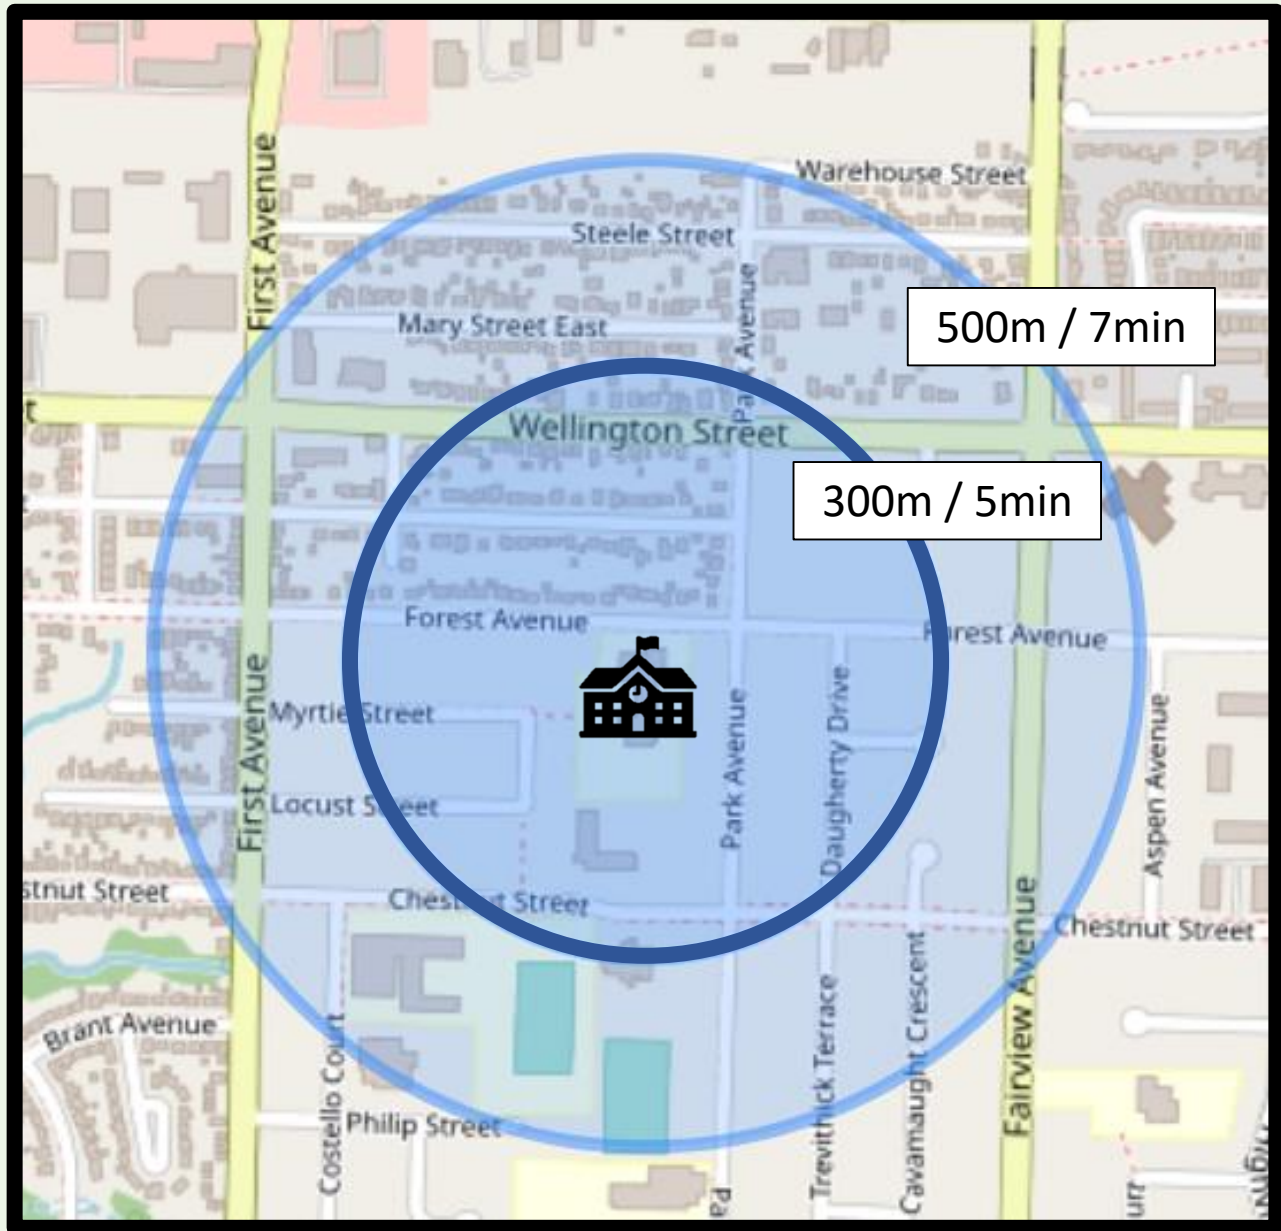 First Avenue
Warehouse Street
Steele Street
Park Avenue
Mary Street East
500m / 7min
Wellington Street
300m / 5min
Forest Avenue
Forest Avenue
Myrtle Street
First Avenue
Locust Street
Park Avenue
Daugherty Drive
Aspen Avenue
stnut Street
Chestnut Street
Chestnut Street
Fairview Avenue
Brant Avenue
Costello Court
Philip Street
Trevithick Terrace
Cavamaught Crescent
Pa